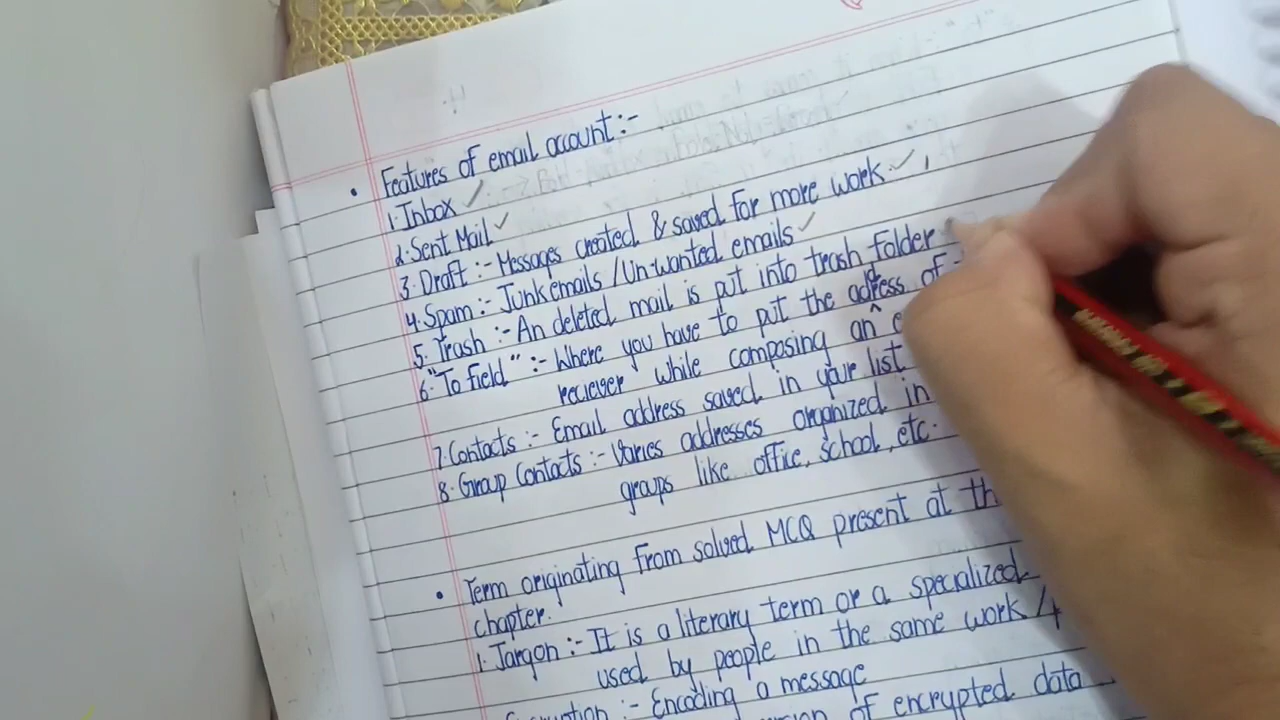 • Features of email account:-
1. Inbox ✓
2. Sent Mail ✓
3. Draft :- Messages created & saved for more work ✓
4. Spam :- Junk emails / Un-wanted emails ✓
5. Trash :- An deleted mail is put into trash folder
6. "To field" :- Where you have to put the address of
reciever while composing an
7. Contacts :- Email address saved in your list
8. Group Contacts :- Varies addresses organized in
groups like office, school, etc.
• Term originating from solved MCQ present at
chapter.
1. Jargon :- It is a literary term or a specialized
used by people in the same work /
:- Encoding a message
of encrypted data